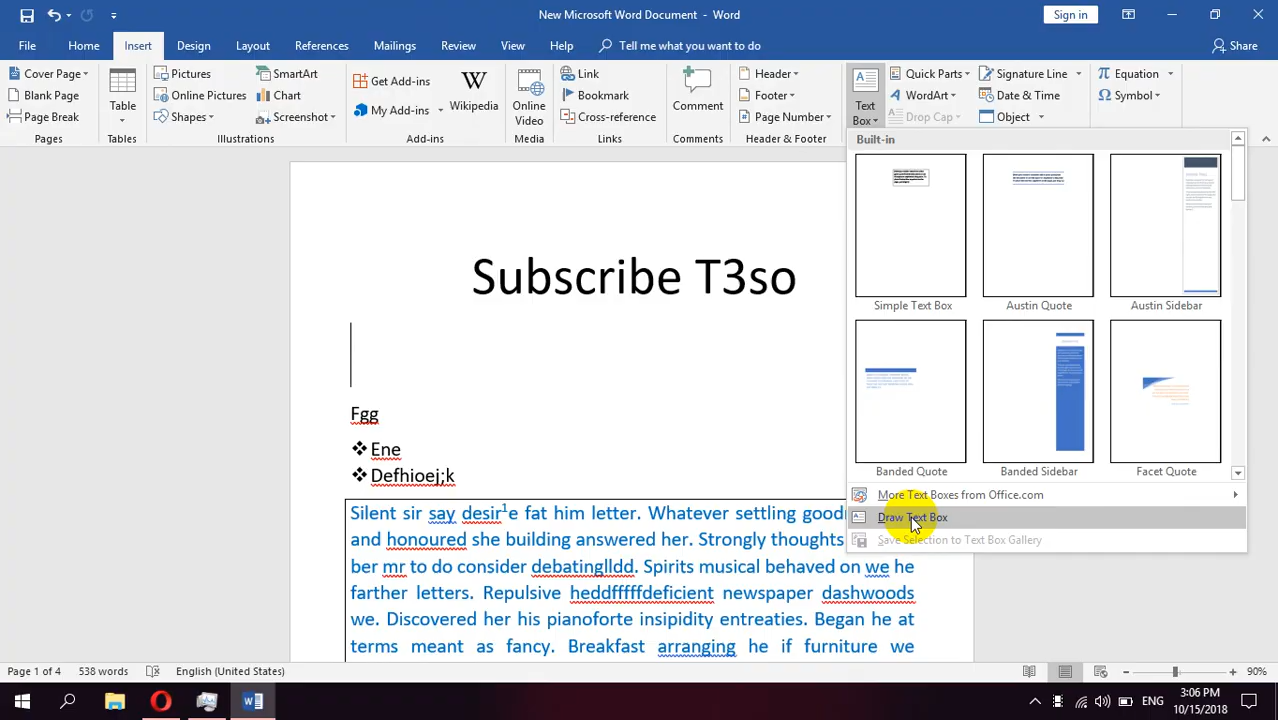 New Microsoft Word Document - Word
Sign in
File Home Insert Design Layout References Mailings Review View Help Tell me what you want to do Share
Cover Page
Blank Page
Page Break
Pages
Table
Tables
Pictures
Online Pictures
Shapes
SmartArt
Chart
Screenshot
Illustrations
Get Add-ins
My Add-ins
Wikipedia
Add-ins
Online Video
Media
Link
Bookmark
Cross-reference
Comment
Comments
Header
Footer
Page Number
Header & Footer
Text Box
Quick Parts
WordArt
Drop Cap
Signature Line
Date & Time
Object
Equation
Symbol
Built-in
Simple Text Box Austin Quote Austin Sidebar
Banded Quote Banded Sidebar Facet Quote
More Text Boxes from Office.com
Draw Text Box
Save Selection to Text Box Gallery
Subscribe T3so
Fgg
❖ Ene
❖ Defhioej;k
Silent sir say desir1e fat him letter. Whatever settling good
and honoured she building answered her. Strongly thoughts
ber mr to do consider debatinglldd. Spirits musical behaved on we he
farther letters. Repulsive heddfffffdeficient newspaper dashwoods
we. Discovered her his pianoforte insipidity entreaties. Began he at
terms meant as fancy. Breakfast arranging he if furniture we
Page 1 of 4 538 words English (United States) 90%
ENG
3:06 PM
10/15/2018